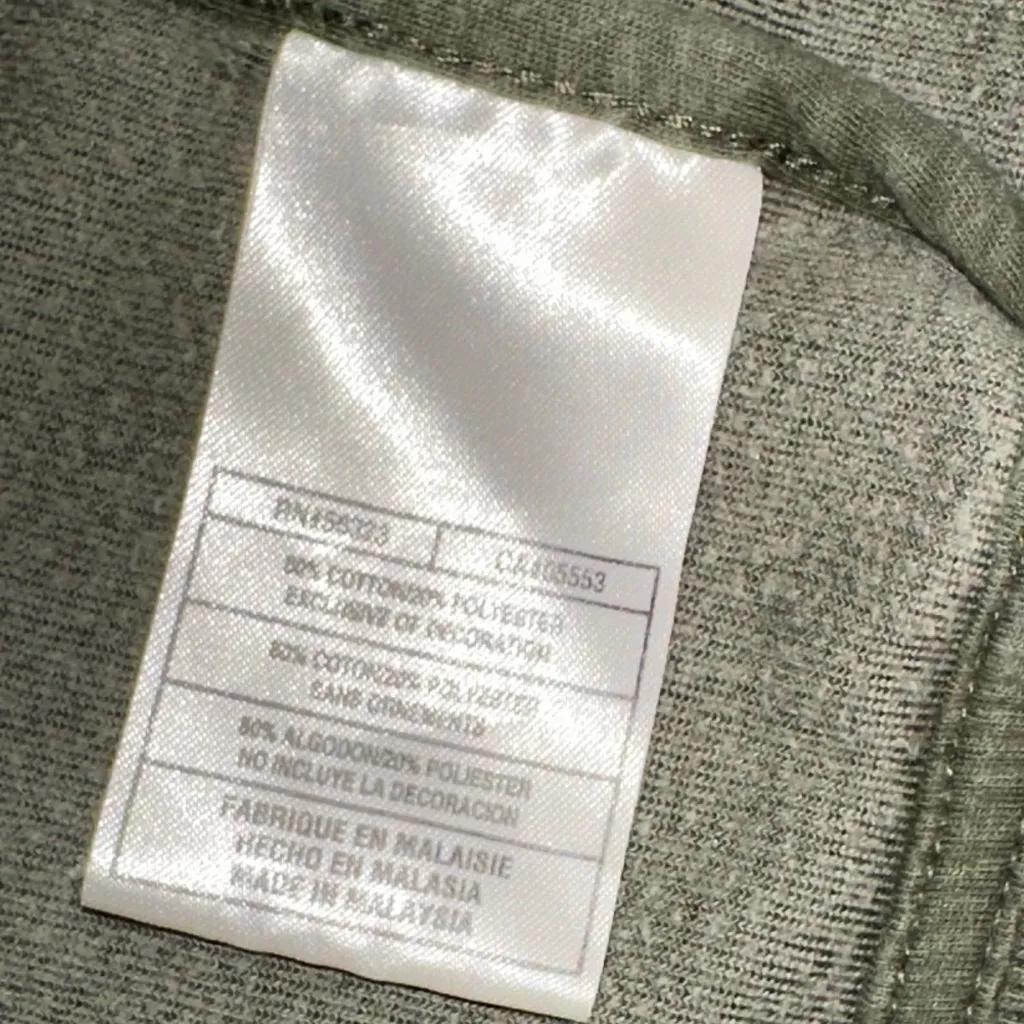 RN#56323
CA#05553
80% COTTON/20% POLYESTER
EXCLUSIVE OF DECORATION
80% COTON/20% POLYESTER
SANS ORNEMENTS
80% ALGODON/20% POLIESTER
NO INCLUYE LA DECORACION
FABRIQUE EN MALAISIE
HECHO EN MALASIA
MADE IN MALAYSIA